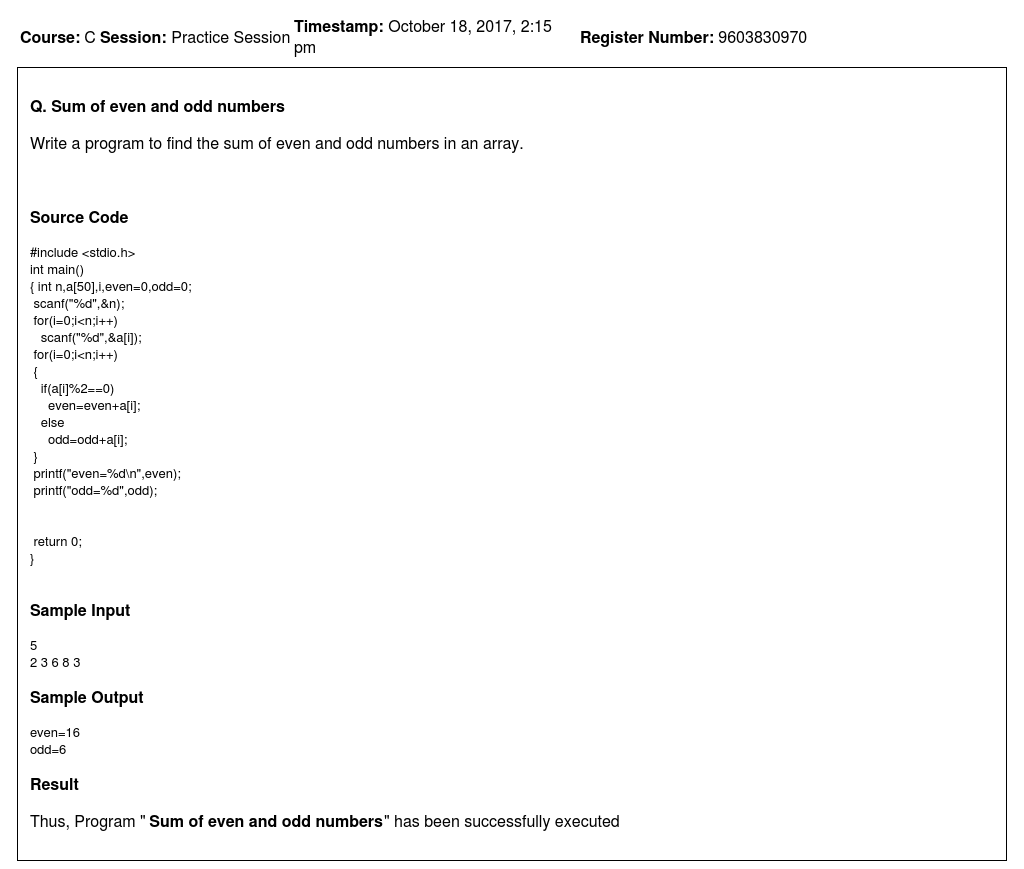 Course: C Session: Practice Session Timestamp: October 18, 2017, 2:15 pm Register Number: 9603830970
Q. Sum of even and odd numbers
Write a program to find the sum of even and odd numbers in an array.
Source Code
#include <stdio.h>
int main()
{ int n,a[50],i,even=0,odd=0;
 scanf("%d",&n);
 for(i=0;i<n;i++)
   scanf("%d",&a[i]);
 for(i=0;i<n;i++)
 {
   if(a[i]%2==0)
     even=even+a[i];
   else
     odd=odd+a[i];
 }
 printf("even=%d\n",even);
 printf("odd=%d",odd);
 return 0;
}
Sample Input
5
2 3 6 8 3
Sample Output
even=16
odd=6
Result
Thus, Program " Sum of even and odd numbers" has been successfully executed